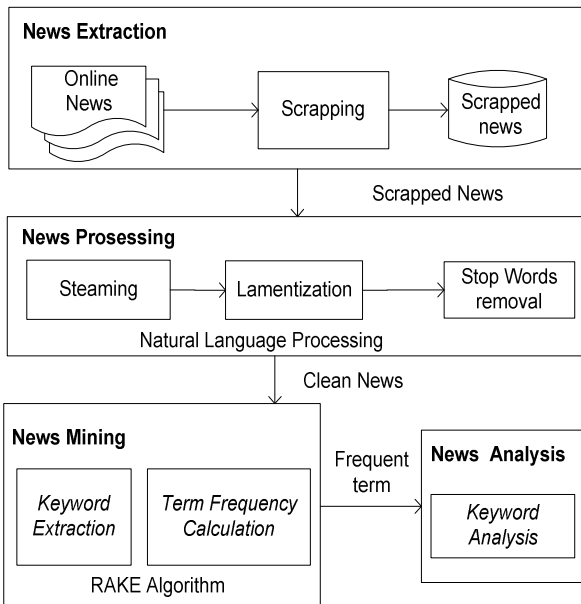 News Extraction
Online
News
Scrapping
Scrapped
news
Scrapped News
News Prosessing
Steaming
Lamentization
Stop Words
removal
Natural Language Processing
Clean News
News Mining
Keyword
Extraction
Term Frequency
Calculation
RAKE Algorithm
Frequent
term
News Analysis
Keyword
Analysis